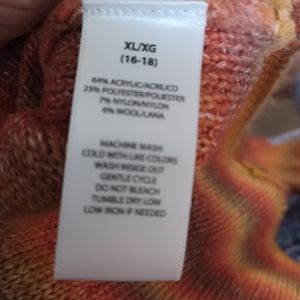 XL/XG
(16-18)
64% ACRYLIC/ACRILICO
23% POLYESTER/POLIESTER
7% NYLON/NYLON
6% WOOL/LANA
MACHINE WASH
COLD WITH LIKE COLORS
WASH INSIDE OUT
GENTLE CYCLE
DO NOT BLEACH
TUMBLE DRY LOW
LOW IRON IF NEEDED